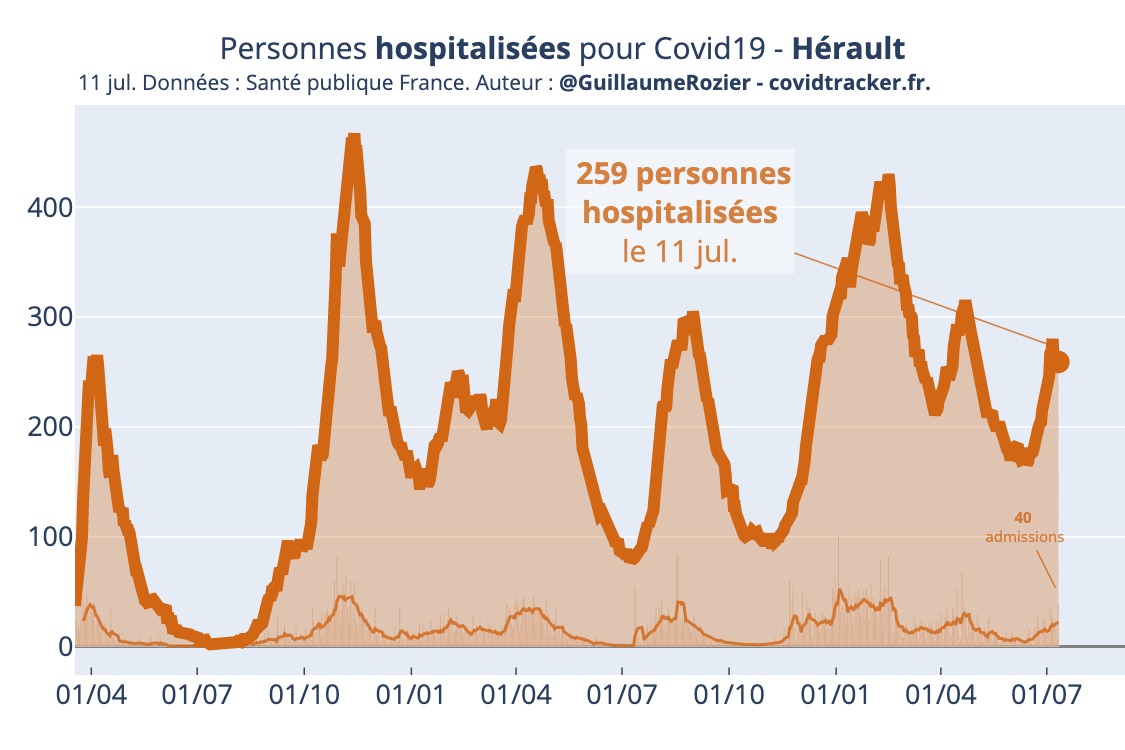 Personnes hospitalisées pour Covid19 - Hérault
11 jul. Données : Santé publique France. Auteur : @GuillaumeRozier - covidtracker.fr.
259 personnes
hospitalisées
le 11 jul.
400
300
200
100
0
40
admissions
01/04
01/07
01/10
01/01
01/04
01/07
01/10
01/01
01/04
01/07